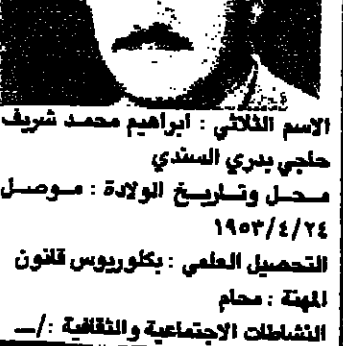 الاسم الثلاثي : ابراهيم محمد شريف
حاجي بدري السندي
محل وتاريخ الولادة : موصل
١٩٥٣/٤/٢٤
التحصيل العلمي : بكلوريوس قانون
المهنة : محام
النشاطات الاجتماعية والثقافية :/ــ